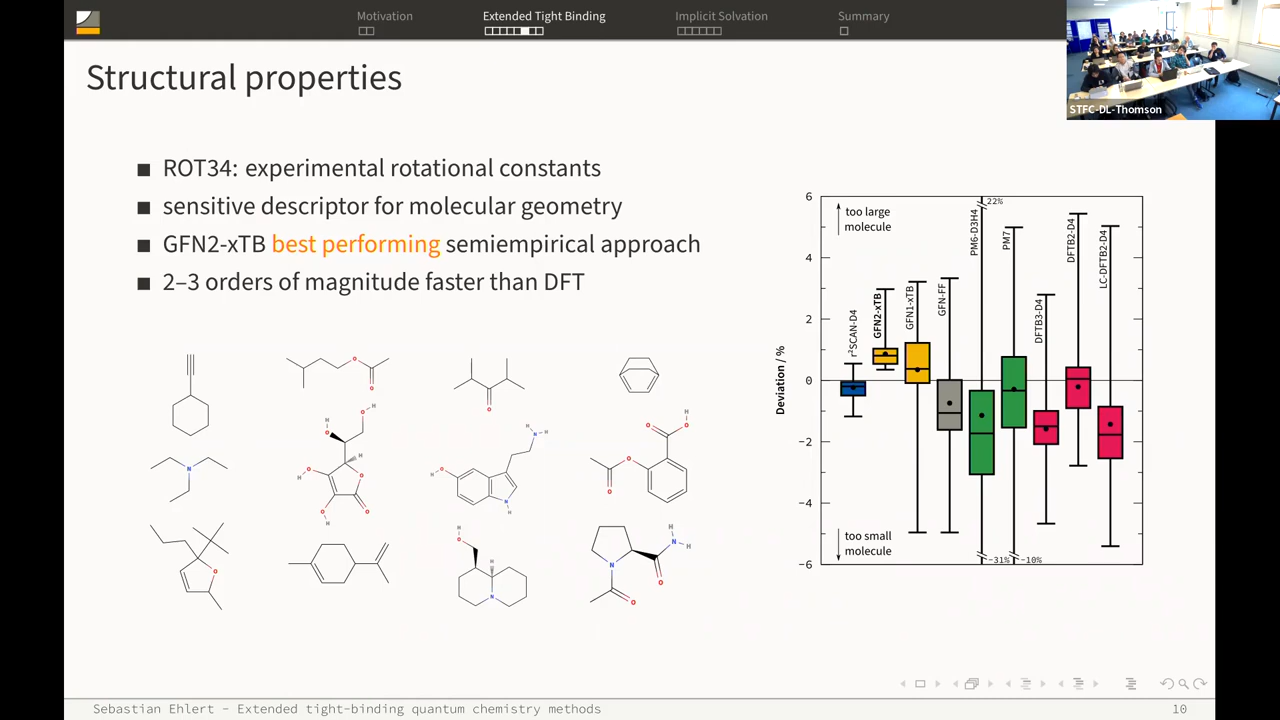 Motivation
Extended Tight Binding
Implicit Solvation
Summary
STFC-DL-Thomson
Structural properties
ROT34: experimental rotational constants
sensitive descriptor for molecular geometry
GFN2-xTB best performing semiempirical approach
2–3 orders of magnitude faster than DFT
Deviation / %
6
4
2
0
−2
−4
−6
too large
molecule
too small
molecule
r²SCAN-D4
GFN2-xTB
GFN1-xTB
GFN-FF
PM6-D3H4
PM7
DFTB3-D4
DFTB2-D4
LC-DFTB2-D4
22%
−31%
−10%
O
O
O
H
O
H
O
H
O
H
O
O
O
H
N
H
O
H
N
H
N
H
H
O
O
O
O
H
O
H
O
H
N
N
O
N
H
H
O
Sebastian Ehlert – Extended tight-binding quantum chemistry methods
10